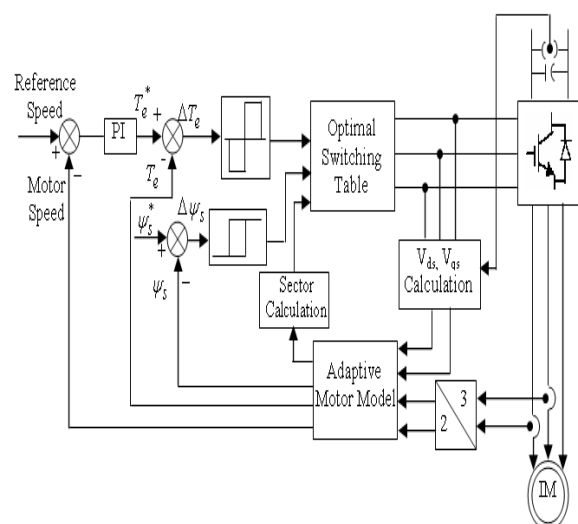 Reference
Speed
+
−
Motor
Speed
PI
T_e^*
+
ΔT_e
T_e
−
ψ_s^*
+
Δψ_s
ψ_s
−
Optimal
Switching
Table
Sector
Calculation
V_ds, V_qs
Calculation
Adaptive
Motor Model
3
2
IM